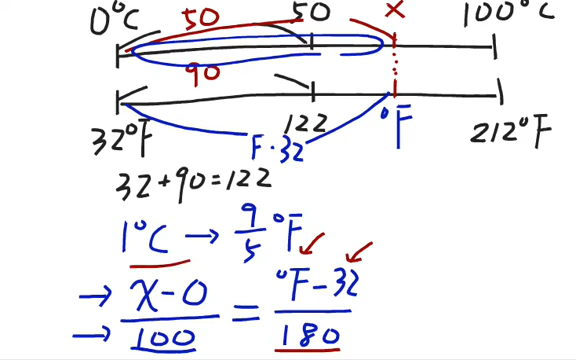 0°C 50 50 x 100°C
90
32°F 122 °F 212°F
F·32
32+90=122
1°C → 9/5 °F
→ x-0 = °F-32
→ 100 180